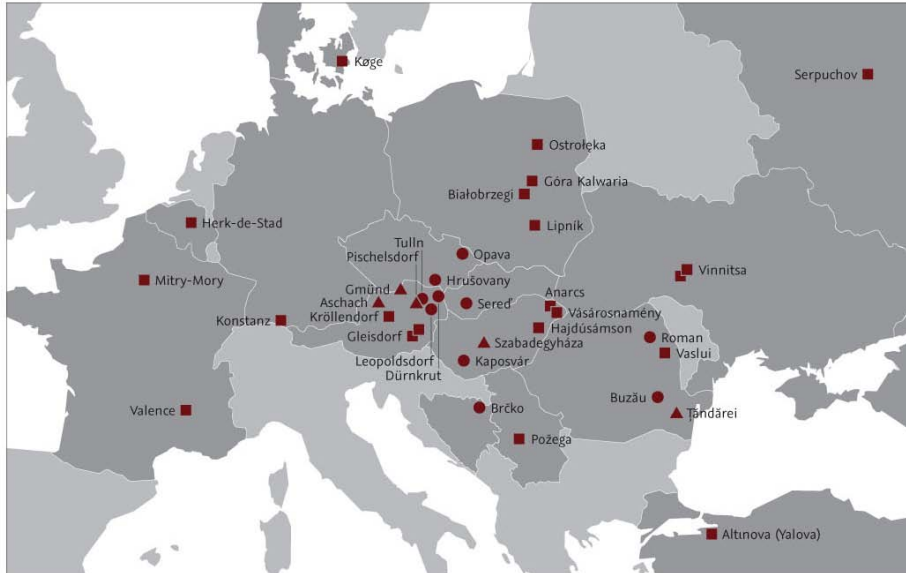 Køge
Serpuchov
Ostrołęka
Góra Kalwaria
Białobrzegi
Herk-de-Stad
Lipnik
Tulln
Pischelsdorf
Opava
Vinnitsa
Mitry-Mory
Hrušovany
Gmünd
Anarcs
Aschach
Sereď
Vásárosnamény
Kröllendorf
Konstanz
Hajdúsámson
Gleisdorf
Roman
Szabadegyháza
Vaslui
Leopoldsdorf
Kaposvár
Dürnkrut
Buzău
Valence
Brčko
Țăndărei
Požega
Altınova (Yalova)